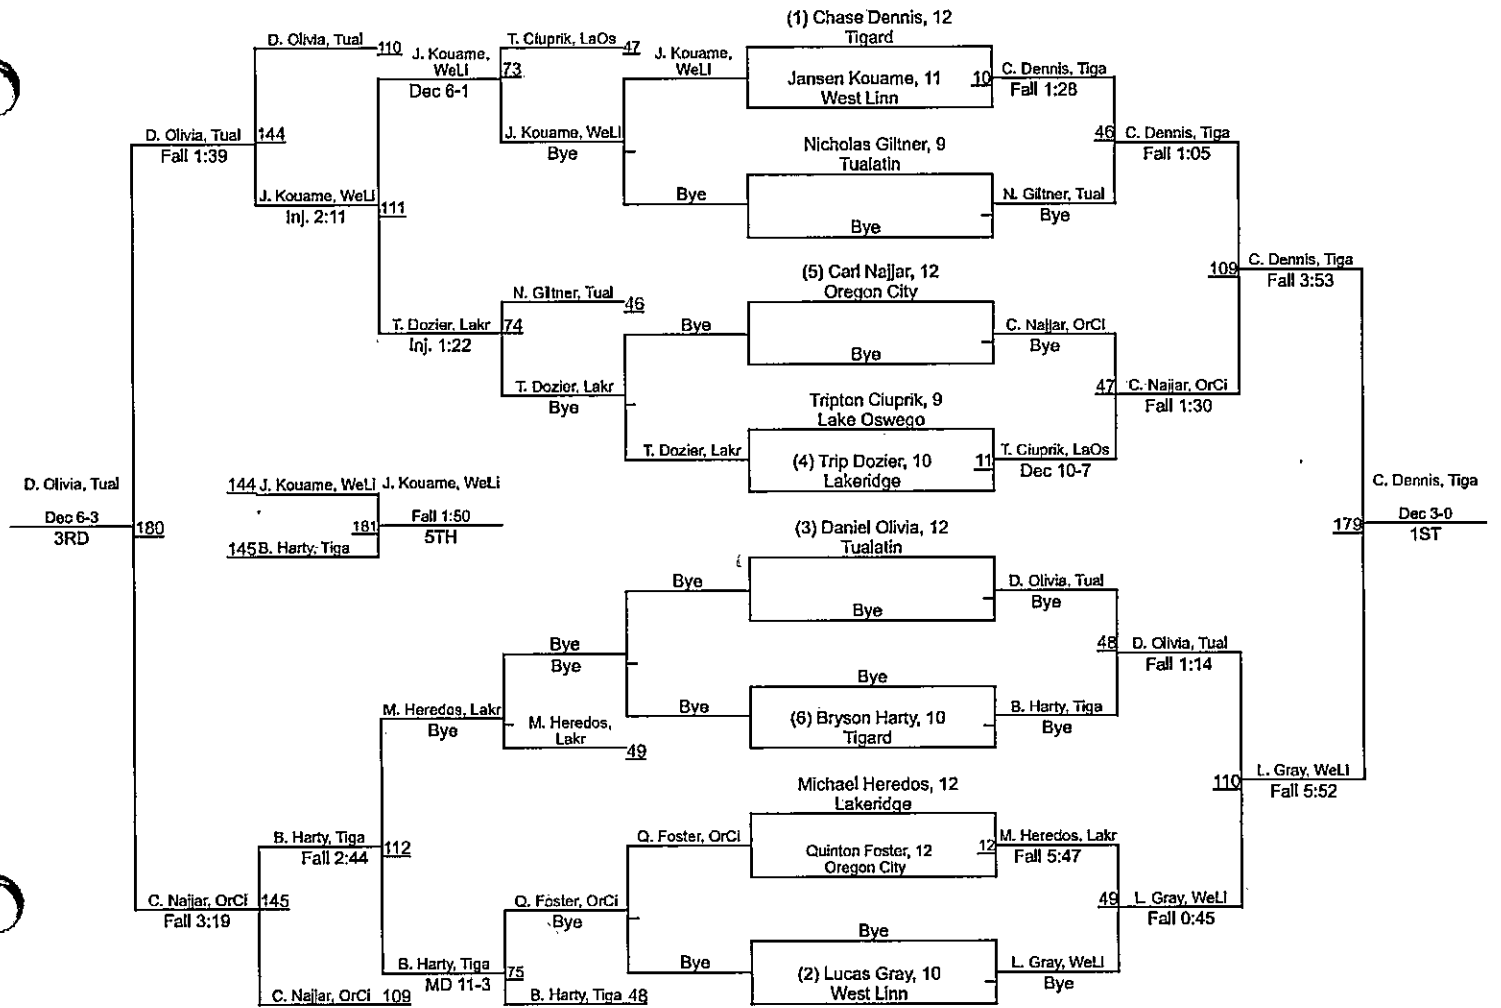 (1) Chase Dennis, 12
Tigard
D. Olivia, Tual
110
J. Kouame,
WeLi
Dec 6-1
T. Ciuprik, LaOs
47
73
J. Kouame,
WeLi
Jansen Kouame, 11
West Linn
10
C. Dennis, Tiga
Fall 1:28
D. Olivia, Tual
Fall 1:39
144
J. Kouame, WeLi
Bye
Nicholas Giltner, 9
Tualatin
46
C. Dennis, Tiga
Fall 1:05
J. Kouame, WeLi
Inj. 2:11
111
Bye
Bye
N. Giltner, Tual
Bye
(5) Carl Najjar, 12
Oregon City
109
C. Dennis, Tiga
Fall 3:53
N. Giltner, Tual
46
T. Dozier, Lakr
Inj. 1:22
74
Bye
Bye
C. Najjar, OrCi
Bye
T. Dozier, Lakr
Bye
Tripton Ciuprik, 9
Lake Oswego
47
C. Najjar, OrCi
Fall 1:30
T. Dozier, Lakr
(4) Trip Dozier, 10
Lakeridge
11
T. Ciuprik, LaOs
Dec 10-7
D. Olivia, Tual
Dec 6-3
3RD
180
144 J. Kouame, WeLi
J. Kouame, WeLi
181
Fall 1:50
5TH
145 B. Harty, Tiga
C. Dennis, Tiga
179
Dec 3-0
1ST
(3) Daniel Olivia, 12
Tualatin
Bye
Bye
D. Olivia, Tual
Bye
Bye
Bye
48
D. Olivia, Tual
Fall 1:14
M. Heredos, Lakr
Bye
M. Heredos,
Lakr
49
Bye
Bye
(6) Bryson Harty, 10
Tigard
B. Harty, Tiga
Bye
110
L. Gray, WeLi
Fall 5:52
Michael Heredos, 12
Lakeridge
B. Harty, Tiga
Fall 2:44
112
Q. Foster, OrCi
Quinton Foster, 12
Oregon City
12
M. Heredos, Lakr
Fall 5:47
C. Najjar, OrCi
Fall 3:19
145
Q. Foster, OrCi
Bye
49
L. Gray, WeLi
Fall 0:45
B. Harty, Tiga
MD 11-3
75
Bye
Bye
(2) Lucas Gray, 10
West Linn
L. Gray, WeLi
Bye
C. Najjar, OrCi 109
B. Harty, Tiga 48